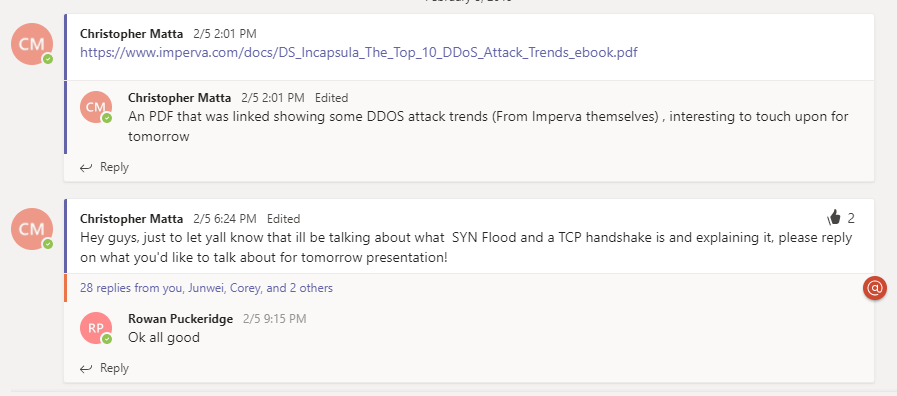 CM
Christopher Matta 2/5 2:01 PM
https://www.imperva.com/docs/DS_Incapsula_The_Top_10_DDoS_Attack_Trends_ebook.pdf
CM
Christopher Matta 2/5 2:01 PM Edited
An PDF that was linked showing some DDOS attack trends (From Imperva themselves) , interesting to touch upon for
tomorrow
Reply
CM
Christopher Matta 2/5 6:24 PM Edited
2
Hey guys, just to let yall know that ill be talking about what SYN Flood and a TCP handshake is and explaining it, please reply
on what you'd like to talk about for tomorrow presentation!
28 replies from you, Junwei, Corey, and 2 others
@
RP
Rowan Puckeridge 2/5 9:15 PM
Ok all good
Reply